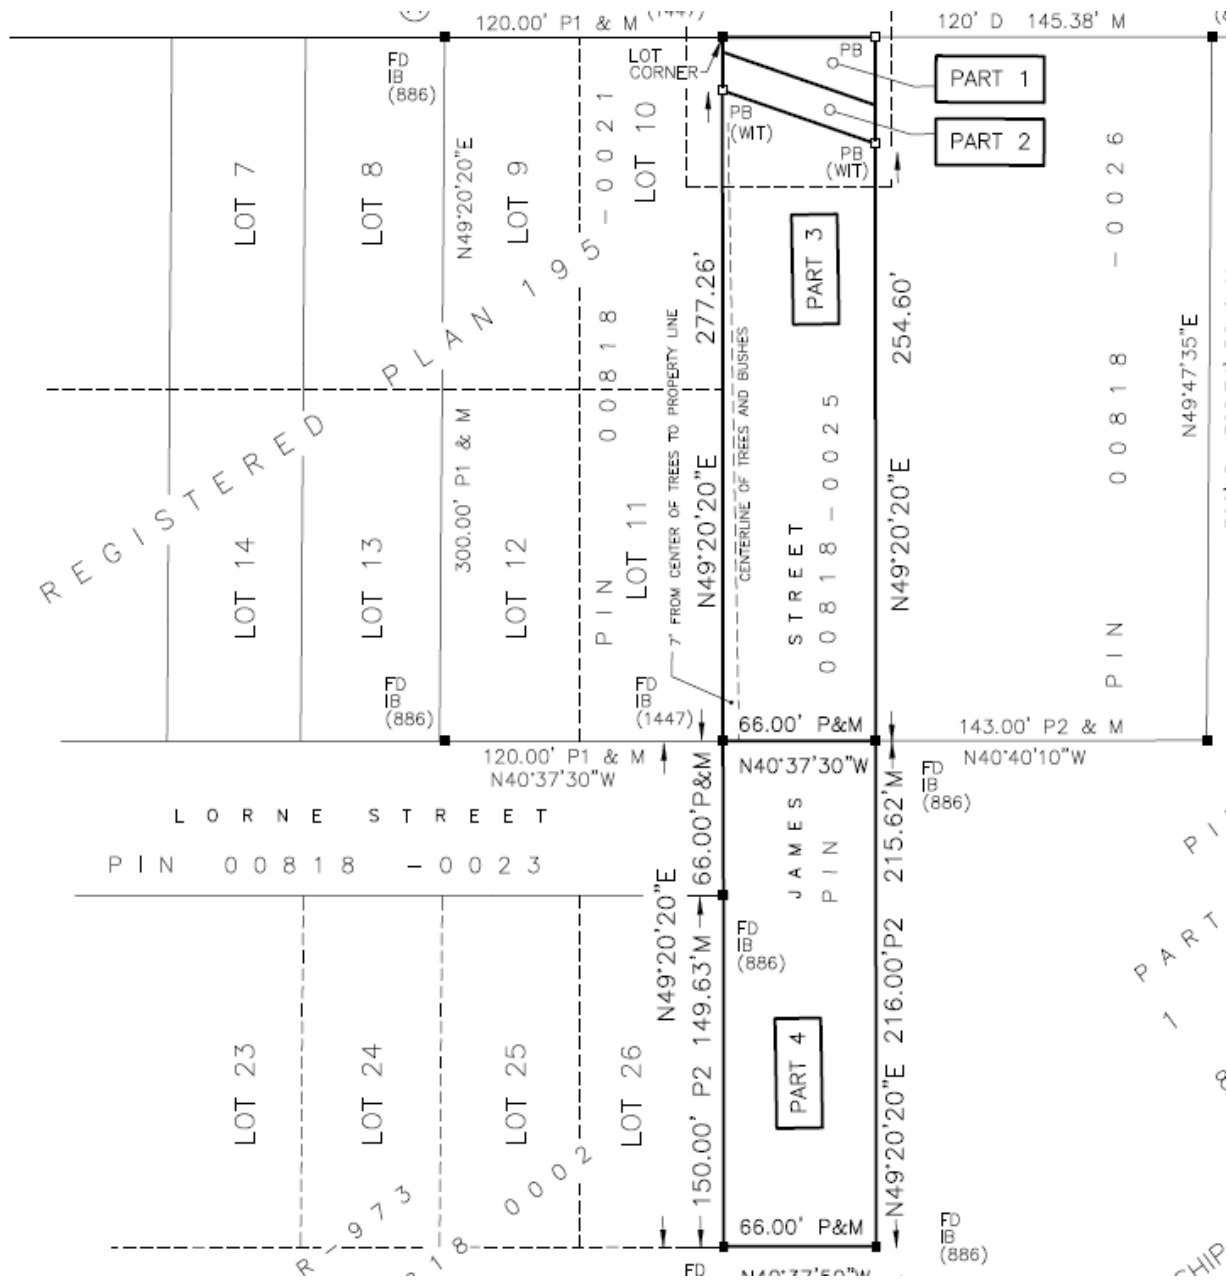 120.00' P1 & M
(1447)
120' D 145.38' M
FD
IB
(886)
LOT
CORNER
PB
PART 1
PART 2
PB
(WIT)
PB
(WIT)
LOT 7
LOT 8
N49°20'20"E
LOT 9
LOT 10
PIN 00818 - 0021
REGISTERED PLAN 195
277.26'
PART 3
254.60'
PIN 00818 - 0026
N49°47'35"E
300.00' P1 & M
7' FROM CENTER OF TREES TO PROPERTY LINE
CENTERLINE OF TREES AND BUSHES
N49°20'20"E
N49°20'20"E
LOT 14
LOT 13
LOT 12
LOT 11
JAMES STREET
PIN 00818-0025
FD
IB
(886)
FD
IB
(1447)
66.00' P&M
143.00' P2 & M
120.00' P1 & M
N40°37'30"W
N40°37'30"W
N40°40'10"W
FD
IB
(886)
LORNE STREET
PIN 00818 -0023
66.00'P&M
215.62'M
N49°20'20"E
149.63'M
150.00' P2
FD
IB
(886)
216.00'P2
N49°20'20"E
PART 4
LOT 23
LOT 24
LOT 25
LOT 26
PART
1
8
R-973
0002
18
66.00' P&M
FD
IB
(886)
FD
SHIP